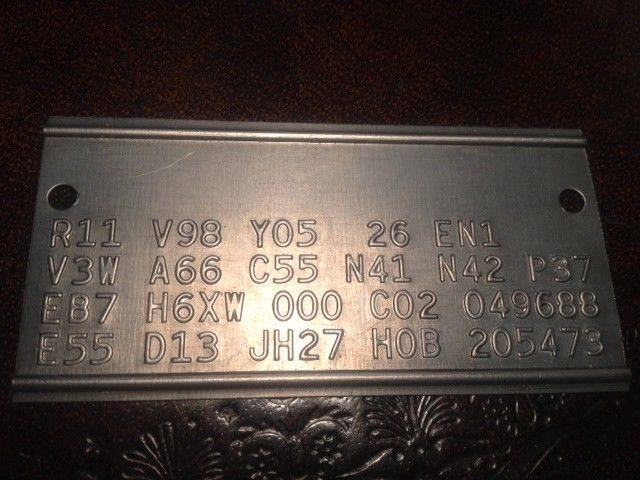 R11 V98 Y05 26 EN1
V3W A66 C55 N41 N42 P37
E87 H6XW 000 C02 049688
E55 D13 JH27 H0B 205473